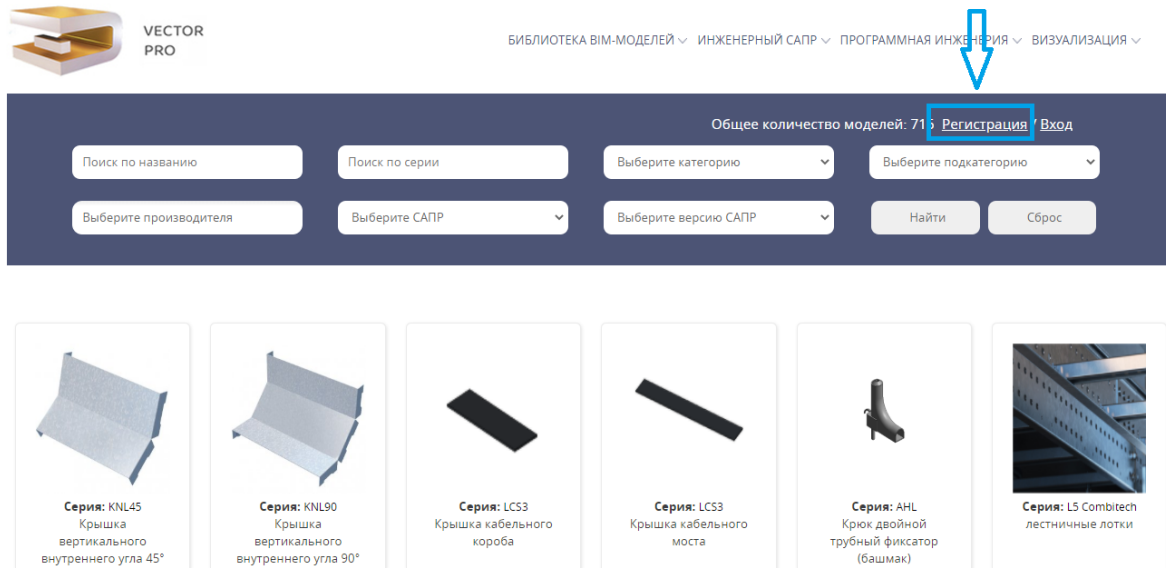 VECTOR
PRO
БИБЛИОТЕКА BIM-МОДЕЛЕЙ ИНЖЕНЕРНЫЙ САПР ПРОГРАММНАЯ ИНЖЕНЕРИЯ ВИЗУАЛИЗАЦИЯ
Общее количество моделей: 715 Регистрация / Вход
Поиск по названию Поиск по серии Выберите категорию Выберите подкатегорию
Выберите производителя Выберите САПР Выберите версию САПР Найти Сброс
Серия: KNL45
Крышка
вертикального
внутреннего угла 45°
Серия: KNL90
Крышка
вертикального
внутреннего угла 90°
Серия: LCS3
Крышка кабельного
короба
Серия: LCS3
Крышка кабельного
моста
Серия: AHL
Крюк двойной
трубный фиксатор
(башмак)
Серия: L5 Combitech
лестничные лотки